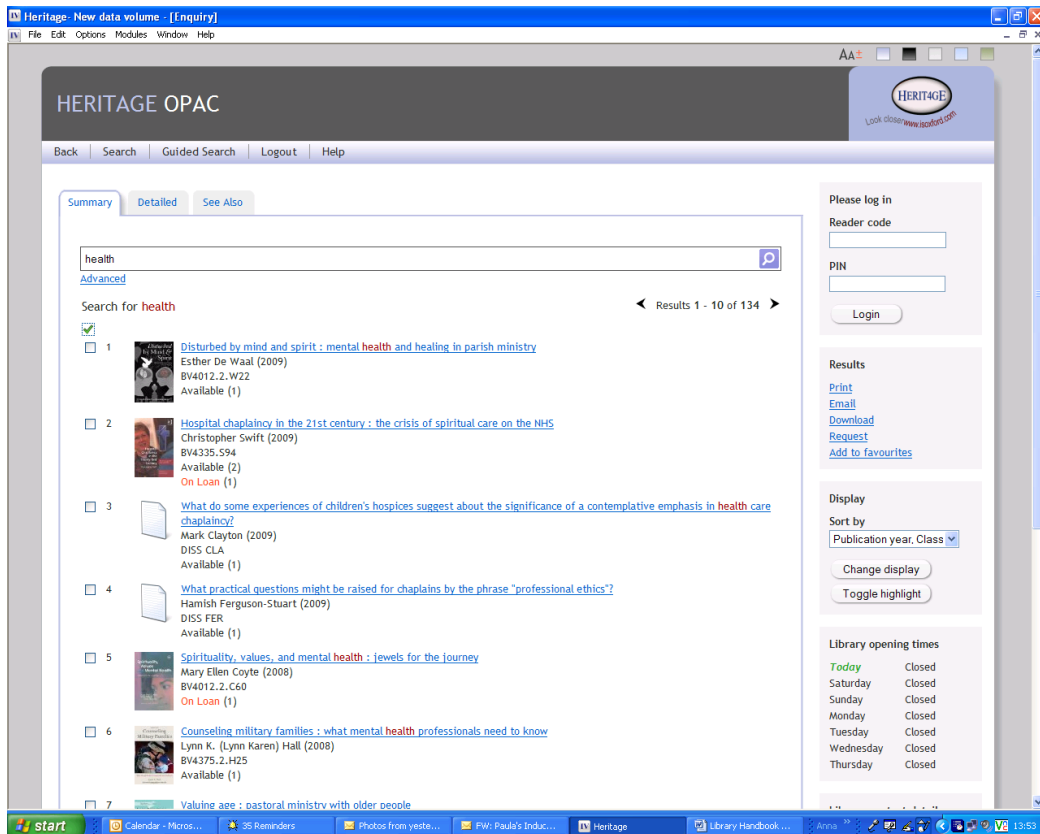 Heritage- New data volume - [Enquiry]
File Edit Options Modules Window Help
AA±
HERITAGE OPAC
HERIT4GE
Look closer www.isoxford.com
Back Search Guided Search Logout Help
Summary Detailed See Also
health
Advanced
Search for health
Results 1 - 10 of 134
1 Disturbed by mind and spirit : mental health and healing in parish ministry
Esther De Waal (2009)
BV4012.2.W22
Available (1)
2 Hospital chaplaincy in the 21st century : the crisis of spiritual care on the NHS
Christopher Swift (2009)
BV4335.S94
Available (2)
On Loan (1)
3 What do some experiences of children's hospices suggest about the significance of a contemplative emphasis in health care
chaplaincy?
Mark Clayton (2009)
DISS CLA
Available (1)
4 What practical questions might be raised for chaplains by the phrase "professional ethics"?
Hamish Ferguson-Stuart (2009)
DISS FER
Available (1)
5 Spirituality, values, and mental health : jewels for the journey
Mary Ellen Coyte (2008)
BV4012.2.C60
On Loan (1)
6 Counseling military families : what mental health professionals need to know
Lynn K. (Lynn Karen) Hall (2008)
BV4375.2.H25
Available (1)
7 Valuing age : pastoral ministry with older people
Please log in
Reader code
PIN
Login
Results
Print
Email
Download
Request
Add to favourites
Display
Sort by
Publication year, Class
Change display
Toggle highlight
Library opening times
Today Closed
Saturday Closed
Sunday Closed
Monday Closed
Tuesday Closed
Wednesday Closed
Thursday Closed
start Calendar - Micros... 35 Reminders Photos from yeste... FW: Paula's Induc... Heritage Library Handbook ... Anna » 13:53